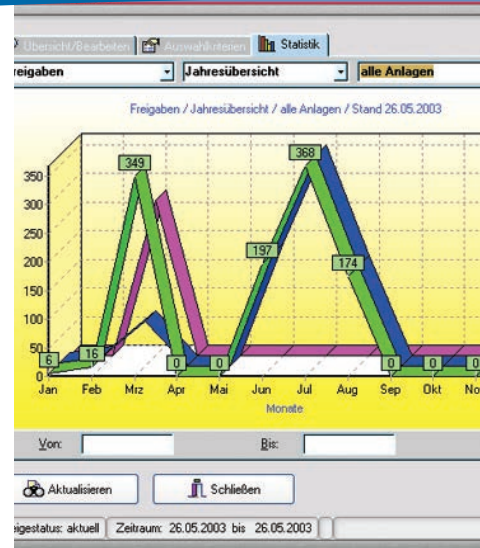 Übersicht/Bearbeiten Auswahlkriterien Statistik
reigaben Jahresübersicht alle Anlagen
Freigaben / Jahresübersicht / alle Anlagen / Stand 26.05.2003
368
349
350
300
250
197
200
174
150
100
50
6 16 0 0 0 0 0
0
Jan Feb Mrz Apr Mai Jun Jul Aug Sep Okt No
Monate
Von: Bis:
Aktualisieren Schließen
eigestatus: aktuell Zeitraum: 26.05.2003 bis 26.05.2003